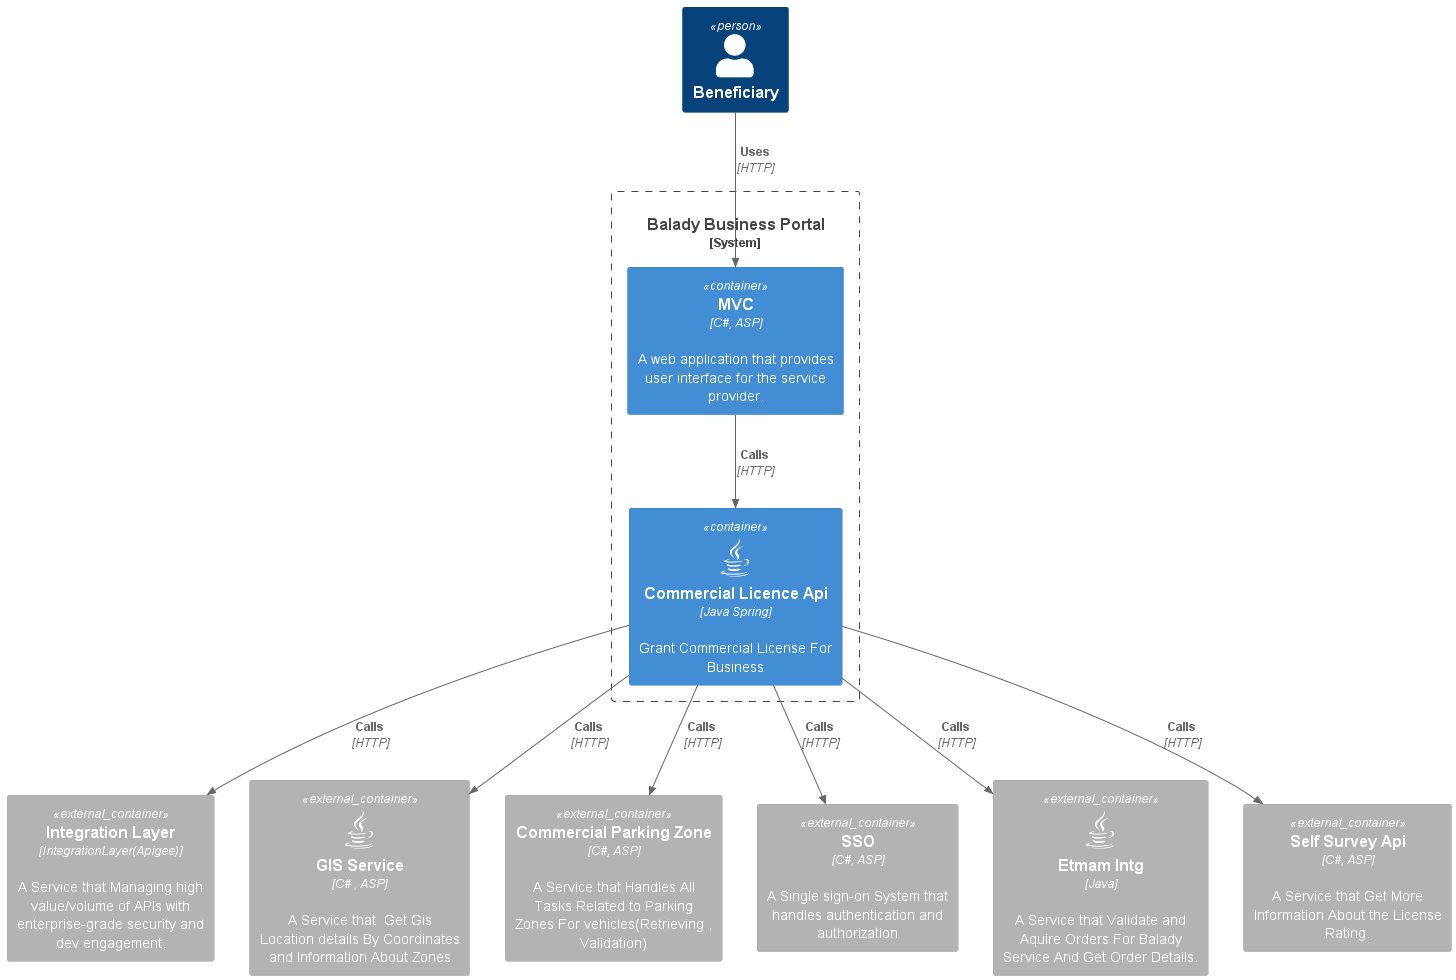 «person»
Beneficiary
Uses
[HTTP]
Balady Business Portal
[System]
«container»
MVC
[C#, ASP]
A web application that provides
user interface for the service
provider.
Calls
[HTTP]
«container»
Commercial Licence Api
[Java Spring]
Grant Commercial License For
Business
Calls
[HTTP]
Calls
[HTTP]
Calls
[HTTP]
Calls
[HTTP]
Calls
[HTTP]
Calls
[HTTP]
«external_container»
Integration Layer
[IntegrationLayer(Apigee)]
A Service that Managing high
value/volume of APIs with
enterprise-grade security and
dev engagement.
«external_container»
GIS Service
[C# , ASP]
A Service that  Get Gis
Location details By Coordinates
and Information About Zones
«external_container»
Commercial Parking Zone
[C#, ASP]
A Service that Handles All
Tasks Related to Parking
Zones For vehicles(Retrieving ,
Validation)
«external_container»
SSO
[C#, ASP]
A Single sign-on System that
handles authentication and
authorization
«external_container»
Etmam Intg
[Java]
A Service that Validate and
Aquire Orders For Balady
Service And Get Order Details.
«external_container»
Self Survey Api
[C#, ASP]
A Service that Get More
Information About the License
Rating.